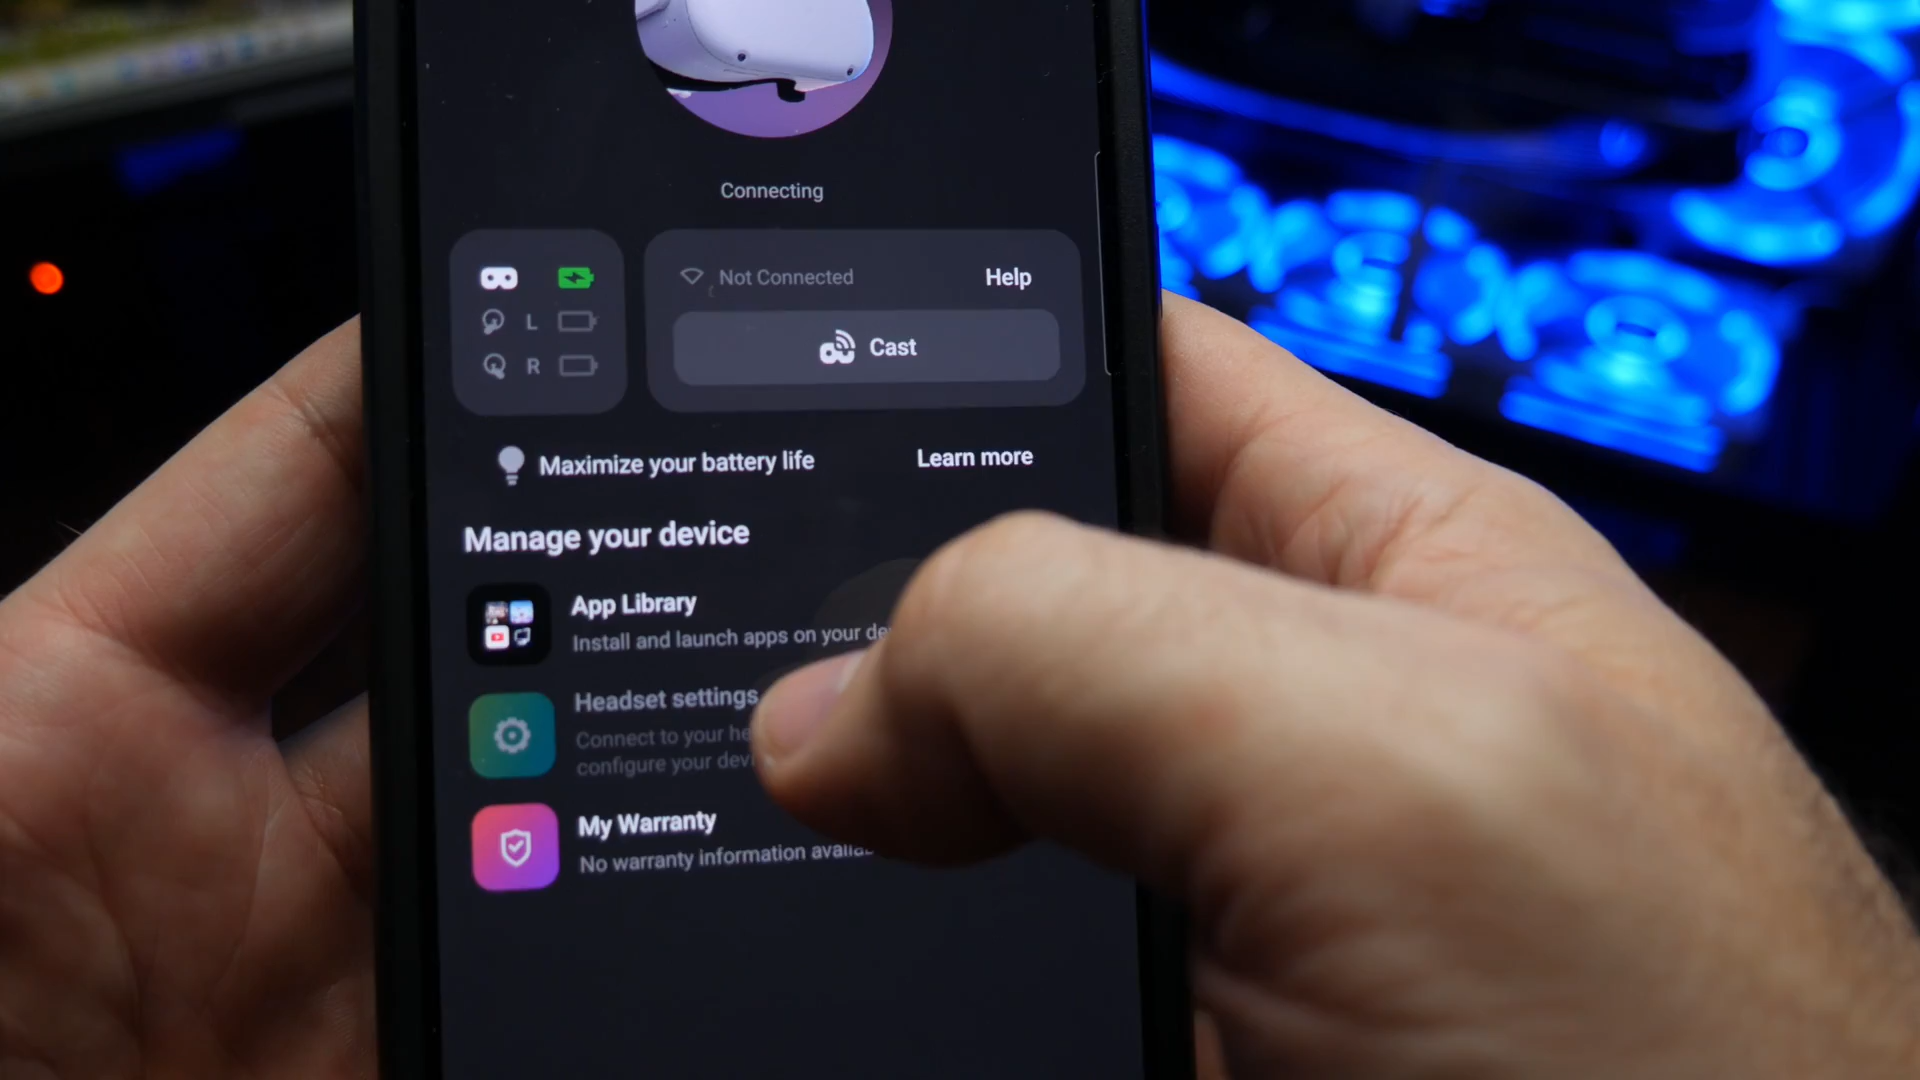 Connecting
Not Connected
Help
L
Cast
R
Maximize your battery life
Learn more
Manage your device
App Library
Install and launch apps on your
Headset settings
Connect to your
configure your
My Warranty
No warranty information